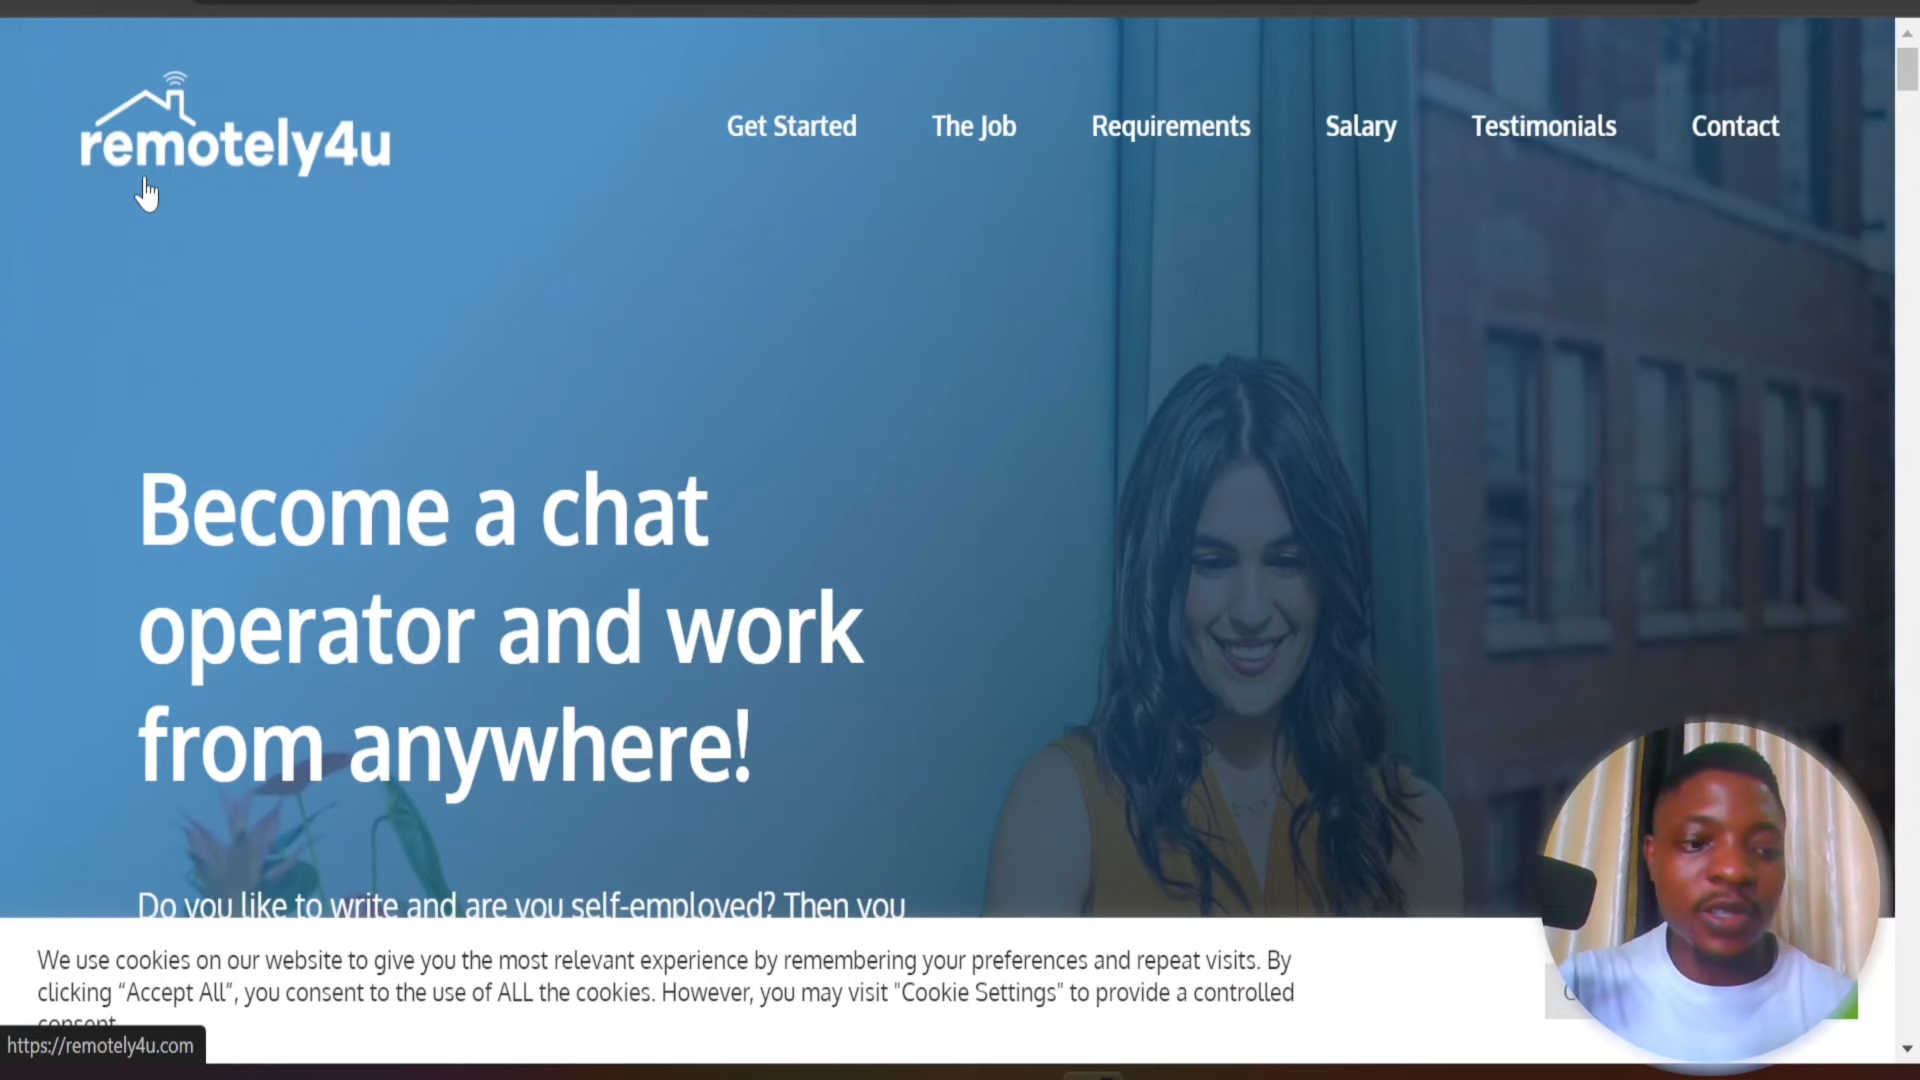 remotely4u
Get Started
The Job
Requirements
Salary
Testimonials
Contact
Become a chat
operator and work
from anywhere!
Do you like to write and are you self-employed? Then you
We use cookies on our website to give you the most relevant experience by remembering your preferences and repeat visits. By
clicking “Accept All”, you consent to the use of ALL the cookies. However, you may visit "Cookie Settings" to provide a controlled
consent.
https://remotely4u.com